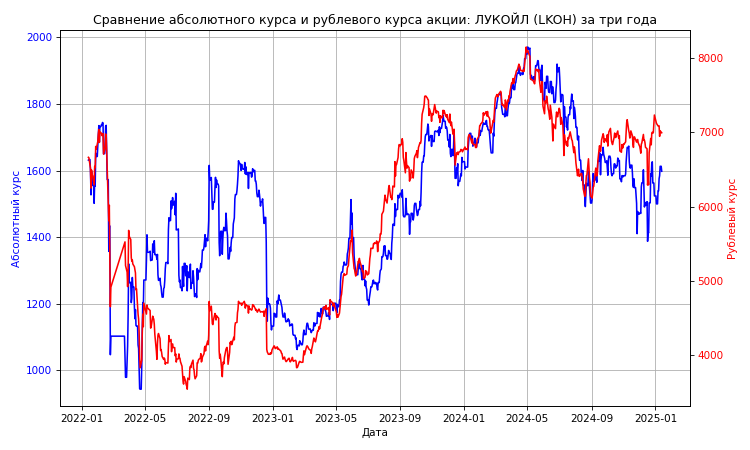 Сравнение абсолютного курса и рублевого курса акции: ЛУКОЙЛ (LKOH) за три года
2000
1800
1600
1400
1200
1000
Абсолютный курс
8000
7000
6000
5000
4000
Рублевый курс
2022-01 2022-05 2022-09 2023-01 2023-05 2023-09 2024-01 2024-05 2024-09 2025-01
Дата